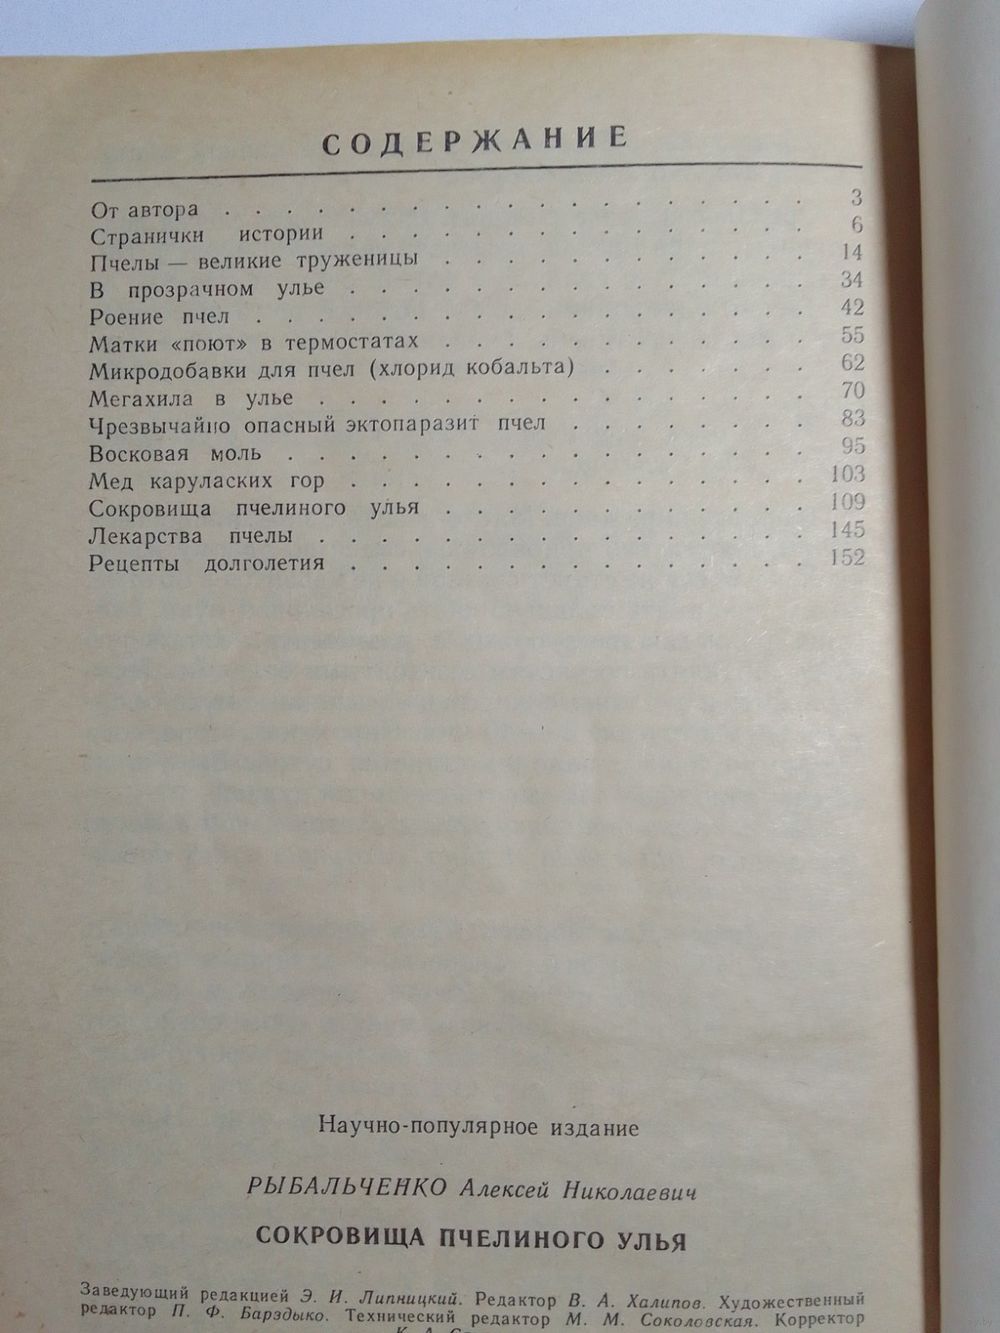 СОДЕРЖАНИЕ
От автора . . . . . . . . . . . . . . . . . . . 3
Странички истории . . . . . . . . . . . . . . . 6
Пчелы — великие труженицы . . . . . . . . . . . . 14
В прозрачном улье . . . . . . . . . . . . . . . 34
Роение пчел . . . . . . . . . . . . . . . . . . 42
Матки «поют» в термостатах . . . . . . . . . . . . 55
Микродобавки для пчел (хлорид кобальта) . . . . . . . 62
Мегахила в улье . . . . . . . . . . . . . . . . 70
Чрезвычайно опасный эктопаразит пчел . . . . . . . . 83
Восковая моль . . . . . . . . . . . . . . . . . 95
Мед каруласких гор . . . . . . . . . . . . . . . 103
Сокровища пчелиного улья . . . . . . . . . . . . 109
Лекарства пчелы . . . . . . . . . . . . . . . . 145
Рецепты долголетия . . . . . . . . . . . . . . . 152
Научно-популярное издание
РЫБАЛЬЧЕНКО Алексей Николаевич
СОКРОВИЩА ПЧЕЛИНОГО УЛЬЯ
Заведующий редакцией Э. И. Липницкий. Редактор В. А. Халипов. Художественный
редактор П. Ф. Барздыко. Технический редактор М. М. Соколовская. Корректор
К. А.